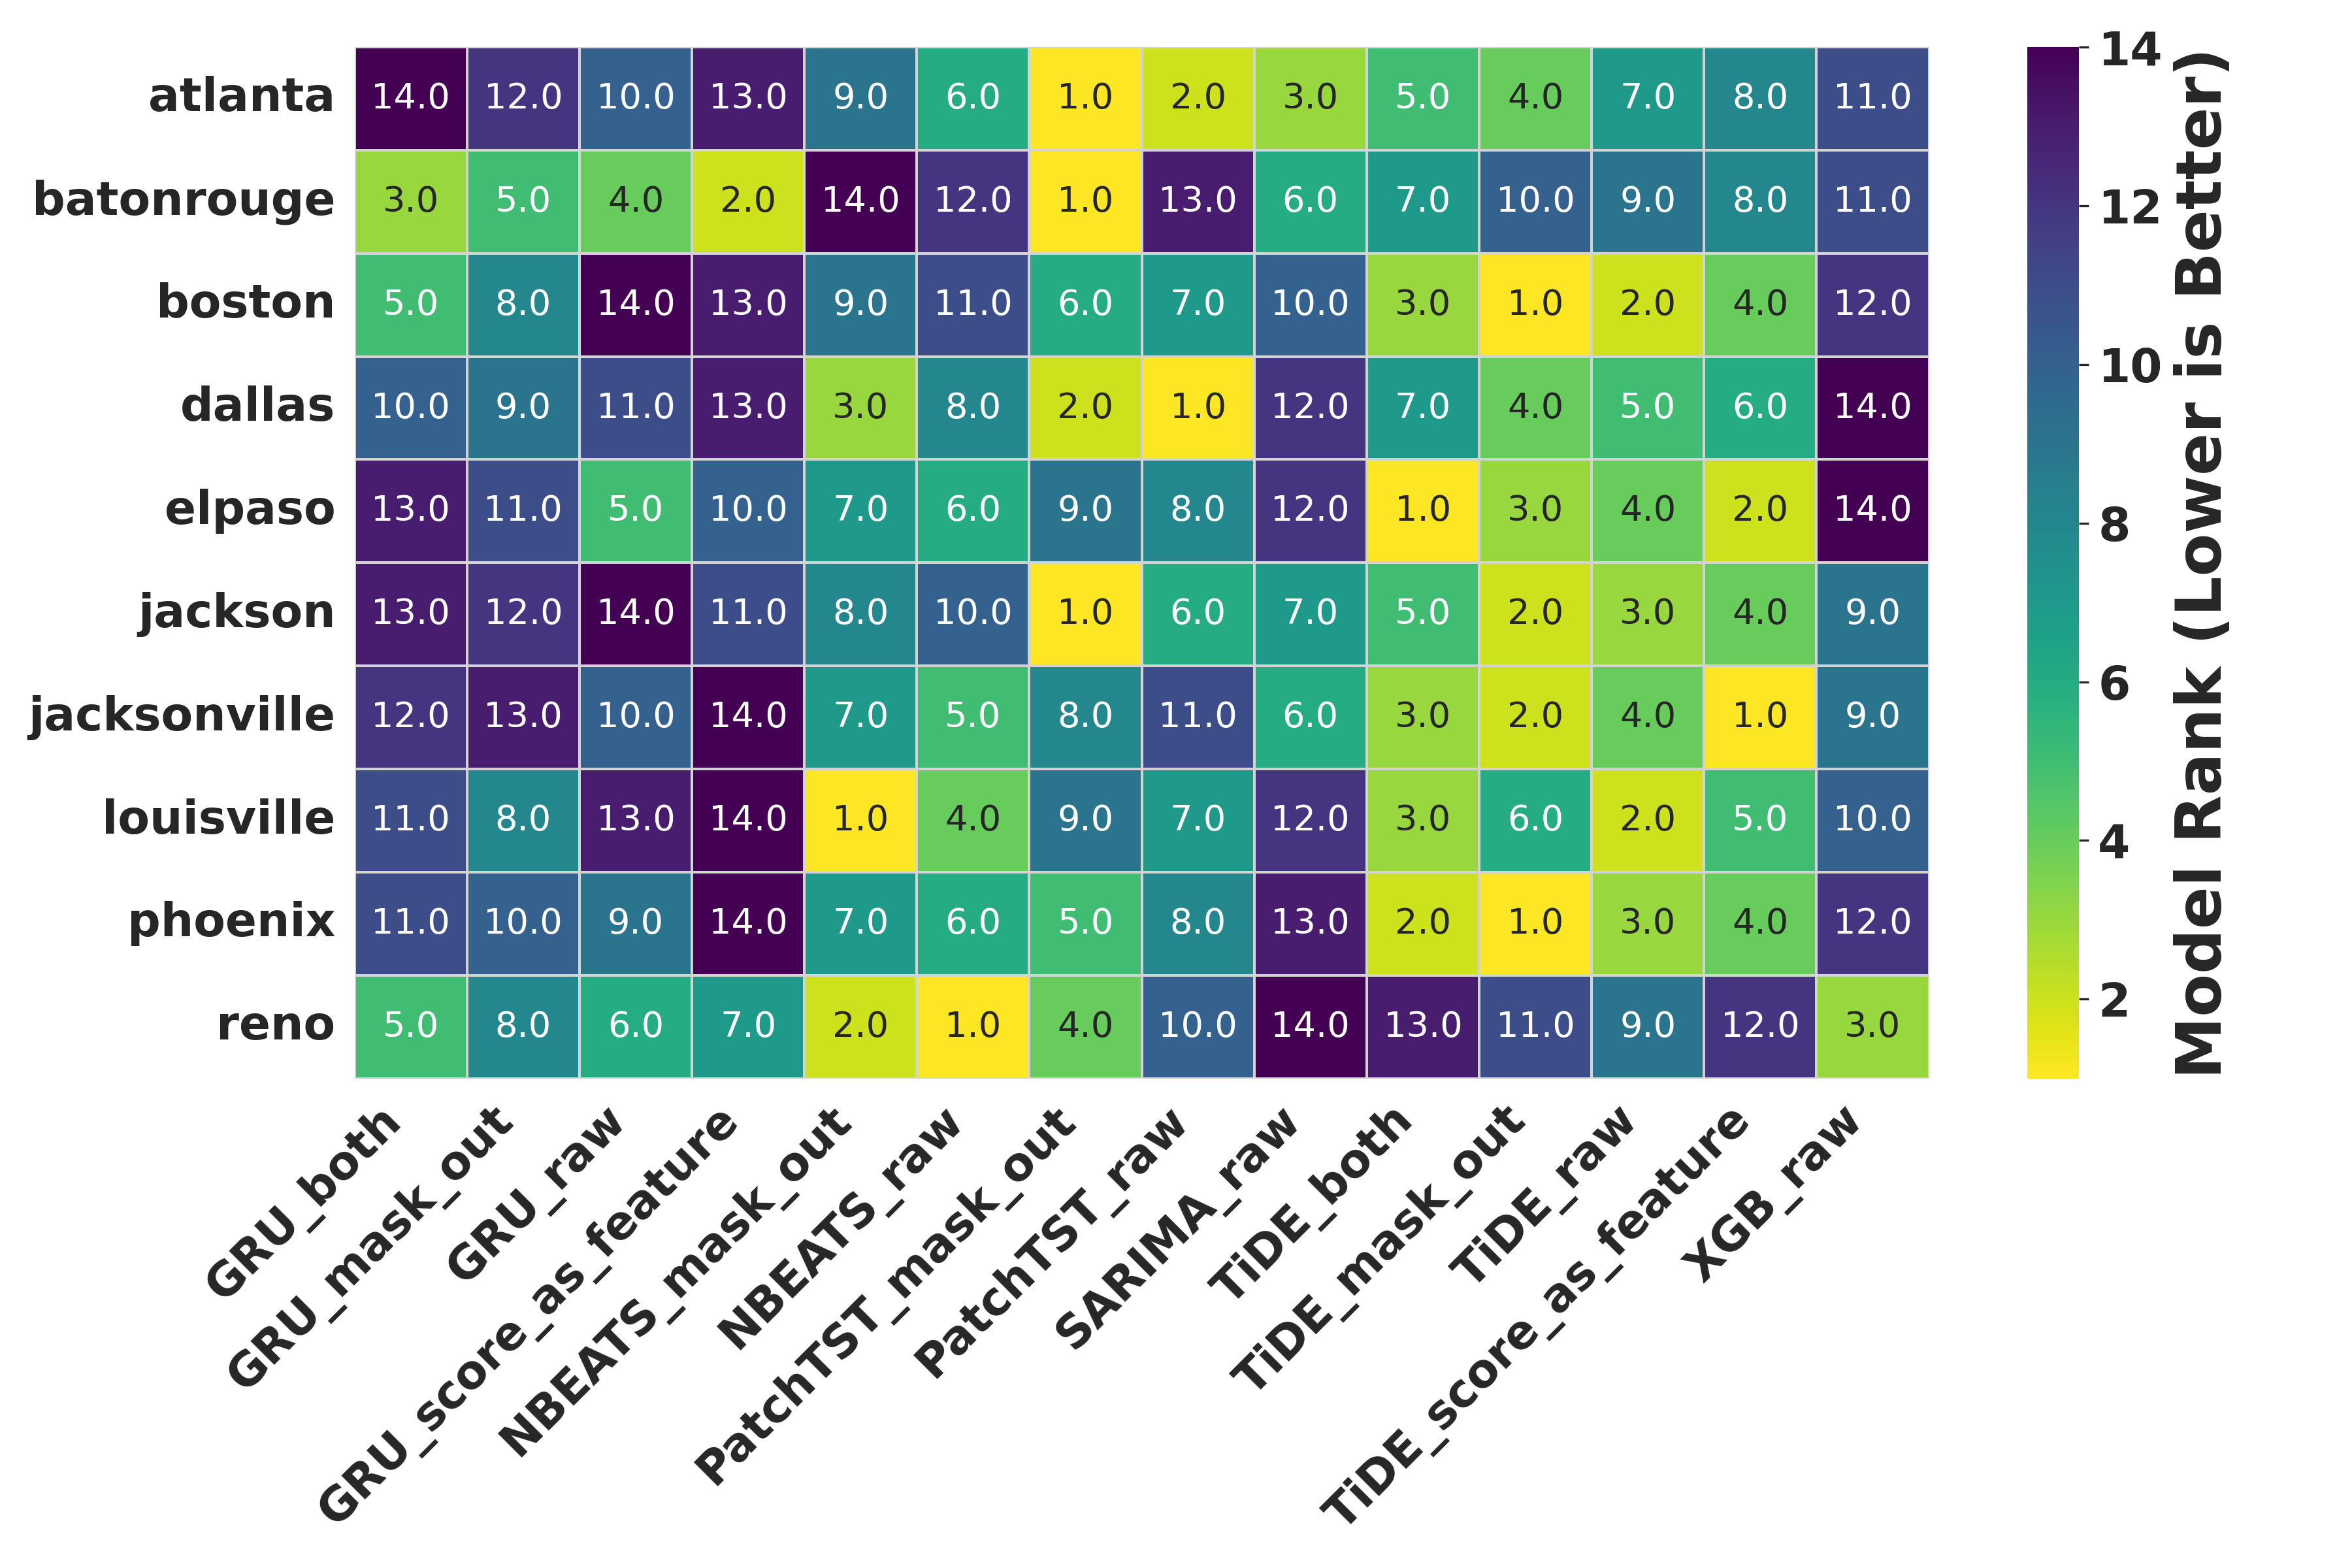 atlanta 14.0 12.0 10.0 13.0 9.0 6.0 1.0 2.0 3.0 5.0 4.0 7.0 8.0 11.0
batonrouge 3.0 5.0 4.0 2.0 14.0 12.0 1.0 13.0 6.0 7.0 10.0 9.0 8.0 11.0
boston 5.0 8.0 14.0 13.0 9.0 11.0 6.0 7.0 10.0 3.0 1.0 2.0 4.0 12.0
dallas 10.0 9.0 11.0 13.0 3.0 8.0 2.0 1.0 12.0 7.0 4.0 5.0 6.0 14.0
elpaso 13.0 11.0 5.0 10.0 7.0 6.0 9.0 8.0 12.0 1.0 3.0 4.0 2.0 14.0
jackson 13.0 12.0 14.0 11.0 8.0 10.0 1.0 6.0 7.0 5.0 2.0 3.0 4.0 9.0
jacksonville 12.0 13.0 10.0 14.0 7.0 5.0 8.0 11.0 6.0 3.0 2.0 4.0 1.0 9.0
louisville 11.0 8.0 13.0 14.0 1.0 4.0 9.0 7.0 12.0 3.0 6.0 2.0 5.0 10.0
phoenix 11.0 10.0 9.0 14.0 7.0 6.0 5.0 8.0 13.0 2.0 1.0 3.0 4.0 12.0
reno 5.0 8.0 6.0 7.0 2.0 1.0 4.0 10.0 14.0 13.0 11.0 9.0 12.0 3.0
GRU_both
GRU_mask_out
GRU_raw
GRU_score_as_feature
NBEATS_mask_out
NBEATS_raw
PatchTST_mask_out
PatchTST_raw
SARIMA_raw
TiDE_both
TiDE_mask_out
TiDE_raw
TiDE_score_as_feature
XGB_raw
14
12
10
8
6
4
2
Model Rank (Lower is Better)